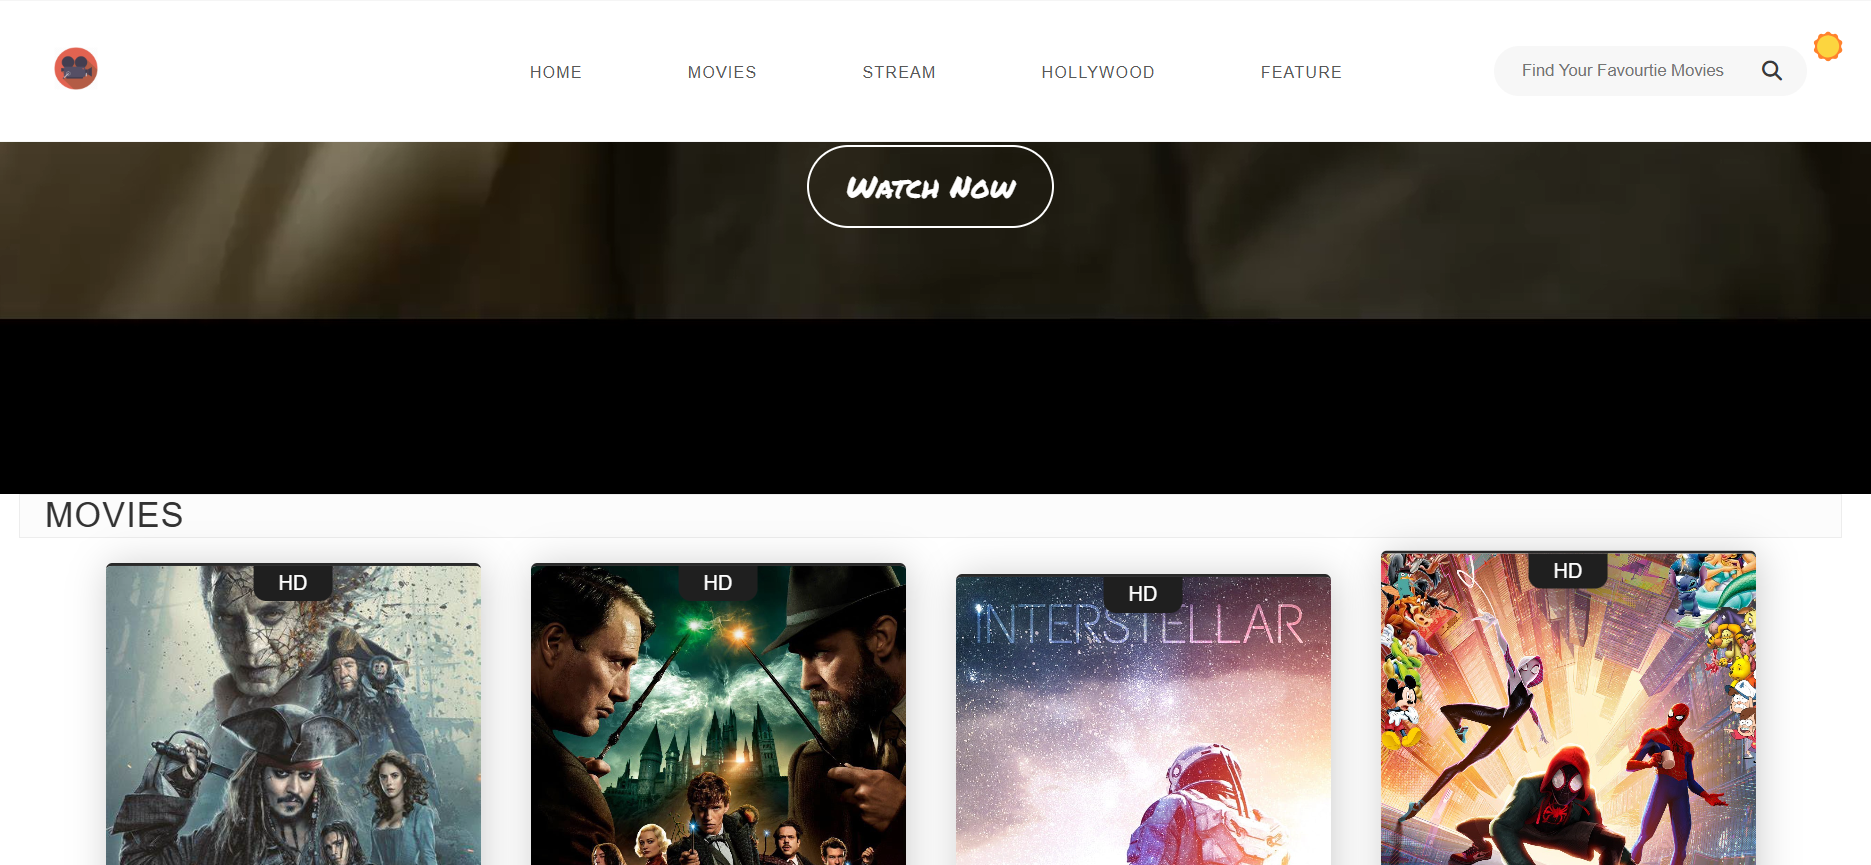 HOME MOVIES STREAM HOLLYWOOD FEATURE Find Your Favourtie Movies
Watch Now
MOVIES
HD HD HD HD
INTERSTELLAR